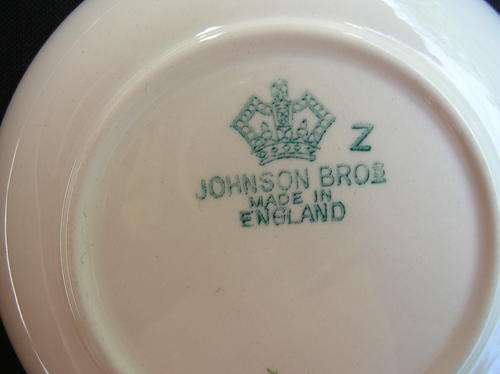 Z
JOHNSON BROS
MADE IN
ENGLAND